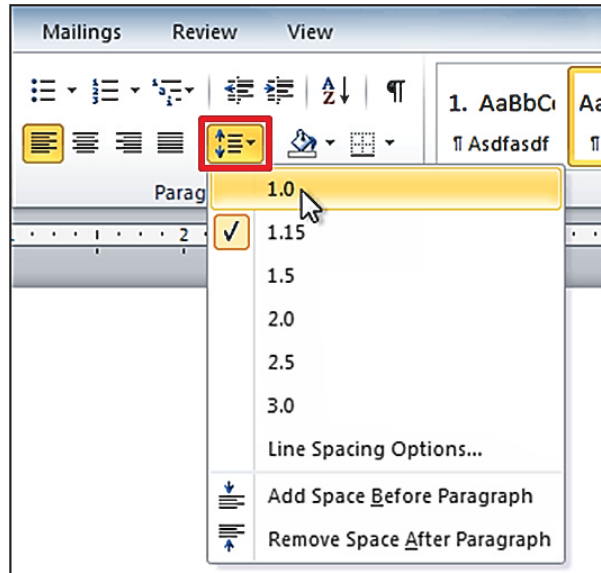 Mailings Review View
1. AaBbC
Aa
¶ Asdfasdf ¶
Parag
1.0
2
1.15
1.5
2.0
2.5
3.0
Line Spacing Options...
Add Space Before Paragraph
Remove Space After Paragraph